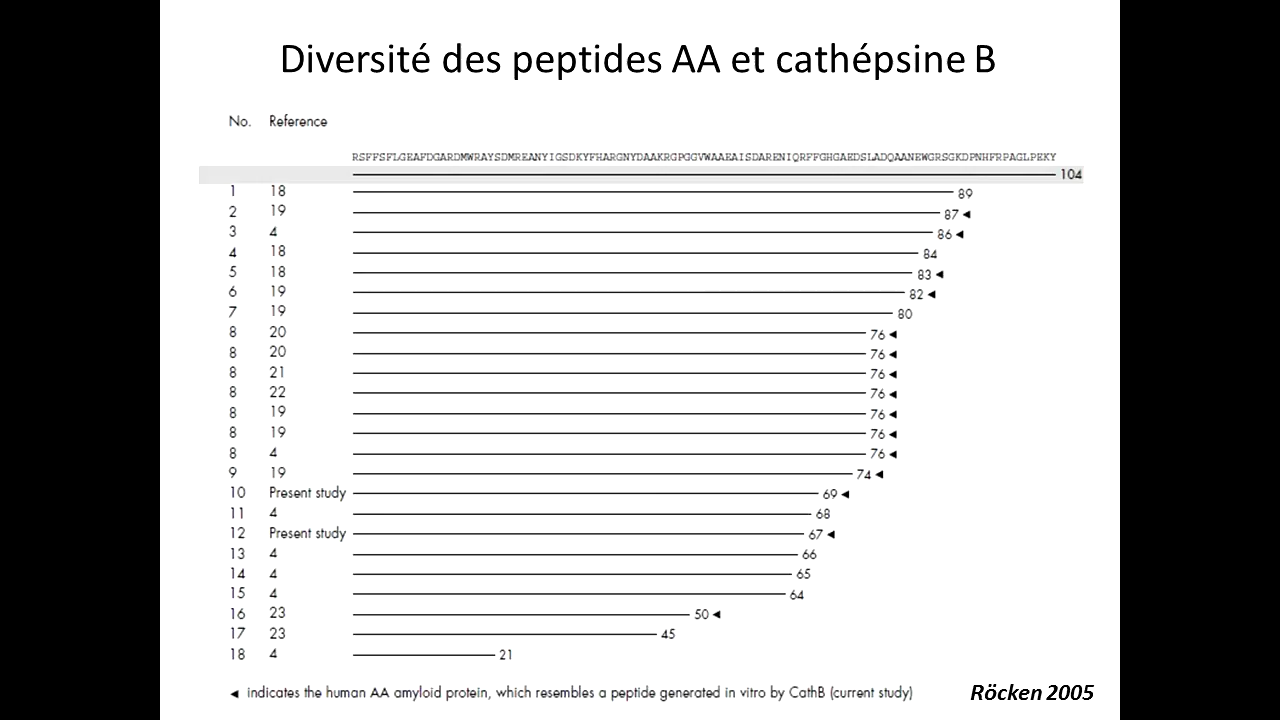 Diversité des peptides AA et cathépsine B
No. Reference
RSFFSFLGEAFDGARDMWRAYSDMREANYIGSDKYFHARGNYDAAKRGPGGVWAAEAISDARENIQRFFGHGAEDSLADQAANEWGRSGKDPNHFRPAGLPEKY
104
1 18 89
2 19 87 ◄
3 4 86 ◄
4 18 84
5 18 83 ◄
6 19 82 ◄
7 19 80
8 20 76 ◄
8 20 76 ◄
8 21 76 ◄
8 22 76 ◄
8 19 76 ◄
8 19 76 ◄
8 4 76 ◄
9 19 74 ◄
10 Present study 69 ◄
11 4 68
12 Present study 67 ◄
13 4 66
14 4 65
15 4 64
16 23 50 ◄
17 23 45
18 4 21
◄ indicates the human AA amyloid protein, which resembles a peptide generated in vitro by CathB (current study)
Röcken 2005